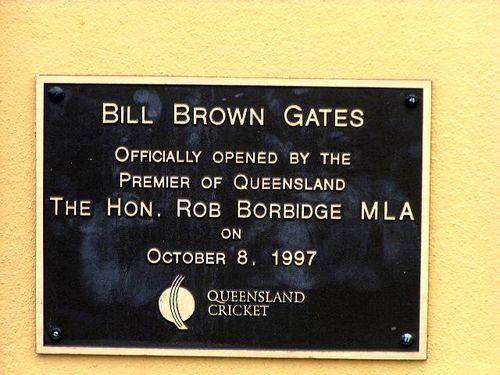 BILL BROWN GATES
OFFICIALLY OPENED BY THE
PREMIER OF QUEENSLAND
THE HON. ROB BORBIDGE MLA
ON
OCTOBER 8, 1997
QUEENSLAND
CRICKET